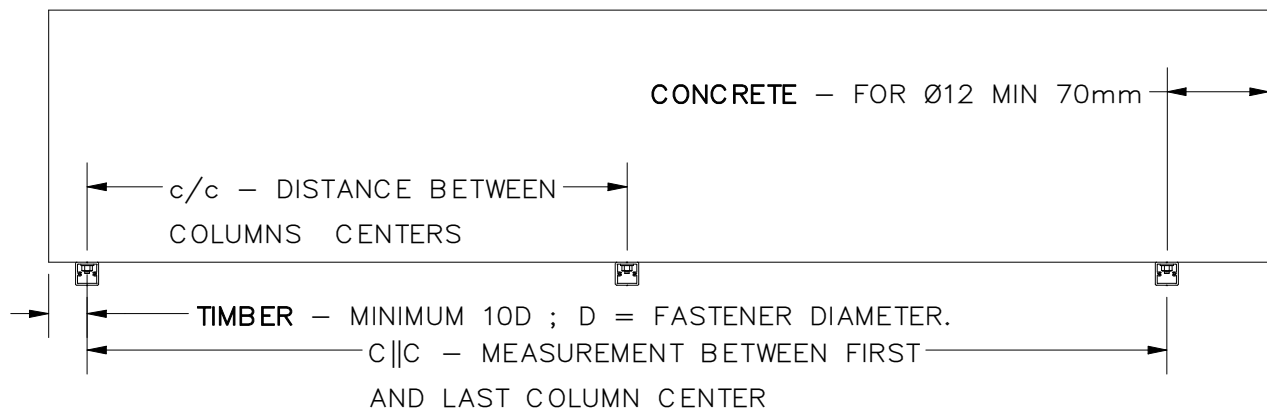 CONCRETE – FOR Ø12 MIN 70mm
c/c – DISTANCE BETWEEN
COLUMNS CENTERS
TIMBER – MINIMUM 10D ; D = FASTENER DIAMETER.
C||C – MEASUREMENT BETWEEN FIRST
AND LAST COLUMN CENTER